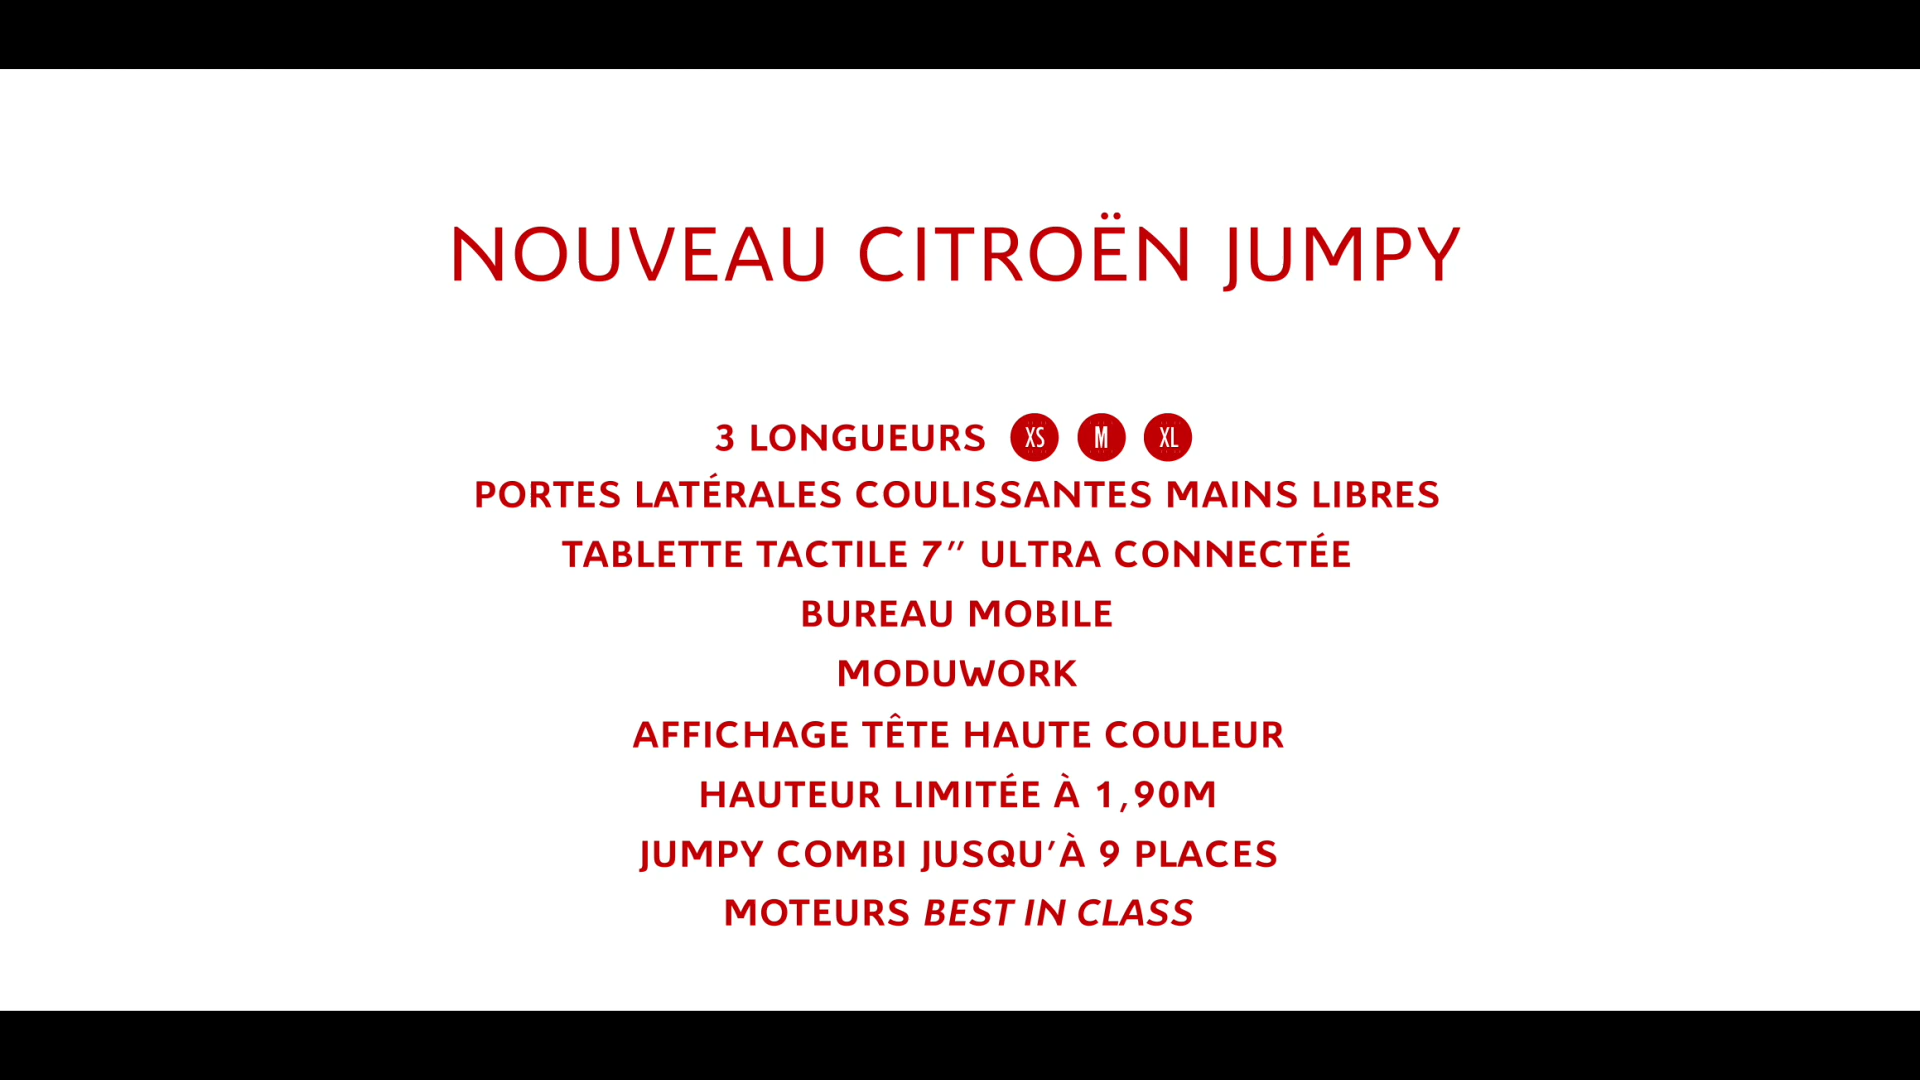 NOUVEAU CITROËN JUMPY
3 LONGUEURS XS M XL
PORTES LATÉRALES COULISSANTES MAINS LIBRES
TABLETTE TACTILE 7″ ULTRA CONNECTÉE
BUREAU MOBILE
MODUWORK
AFFICHAGE TÊTE HAUTE COULEUR
HAUTEUR LIMITÉE À 1,90M
JUMPY COMBI JUSQU’À 9 PLACES
MOTEURS BEST IN CLASS